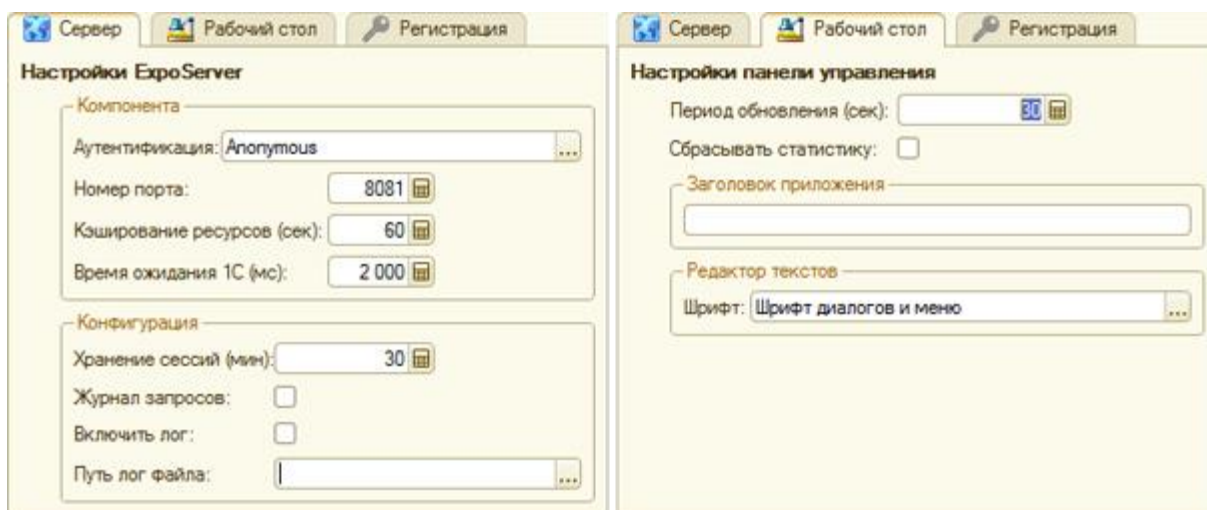 Сервер
Рабочий стол
Регистрация
Настройки ExpoServer
Компонента
Аутентификация: Anonymous ...
Номер порта: 8081
Кэширование ресурсов (сек): 60
Время ожидания 1С (мс): 2 000
Конфигурация
Хранение сессий (мин): 30
Журнал запросов:
Включить лог:
Путь лог файла: ...
Сервер
Рабочий стол
Регистрация
Настройки панели управления
Период обновления (сек): 30
Сбрасывать статистику:
Заголовок приложения
Редактор текстов
Шрифт: Шрифт диалогов и меню ...